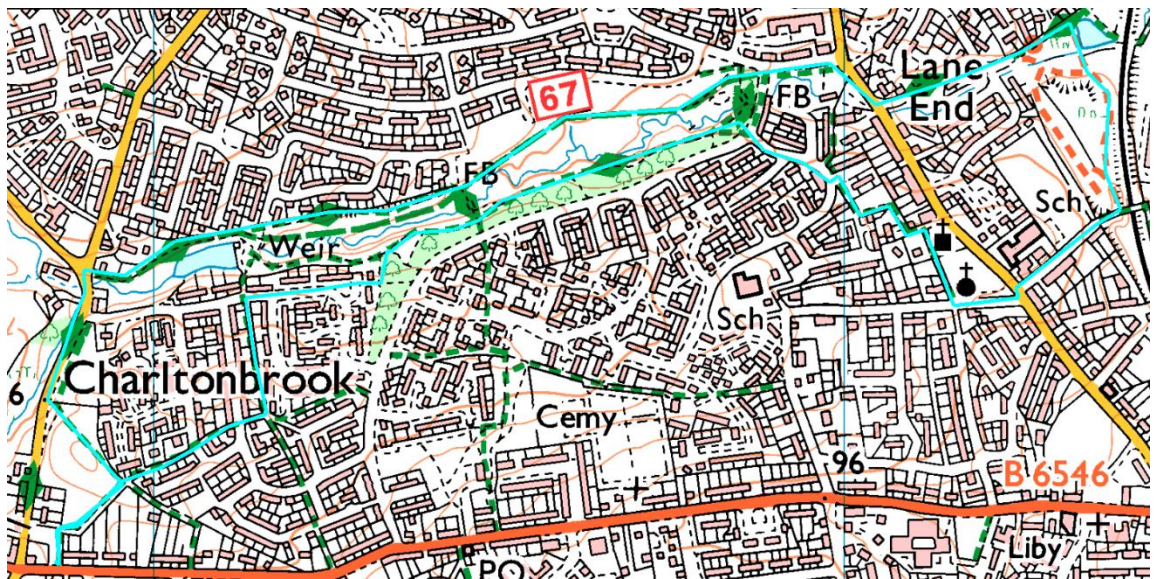 Lane
End
67
FB
FB
Sch
Weir
Sch
Charltonbrook
6
Cemy
96
B 6546
Liby
PO